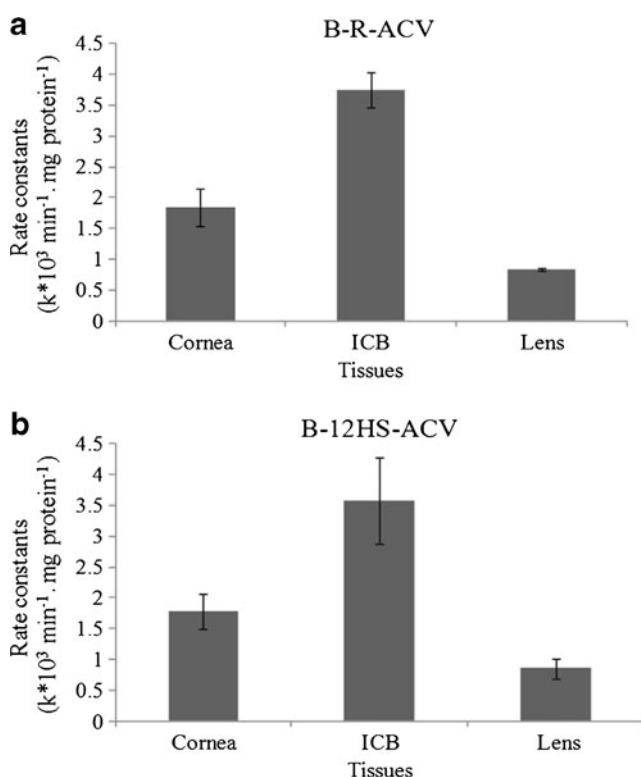 a
B-R-ACV
Rate constants
(k*10³ min⁻¹. mg protein⁻¹)
4.5
4
3.5
3
2.5
2
1.5
1
0.5
0
Cornea ICB Lens
Tissues
b
B-12HS-ACV
Rate constants
(k*10³ min⁻¹. mg protein⁻¹)
4.5
4
3.5
3
2.5
2
1.5
1
0.5
0
Cornea ICB Lens
Tissues